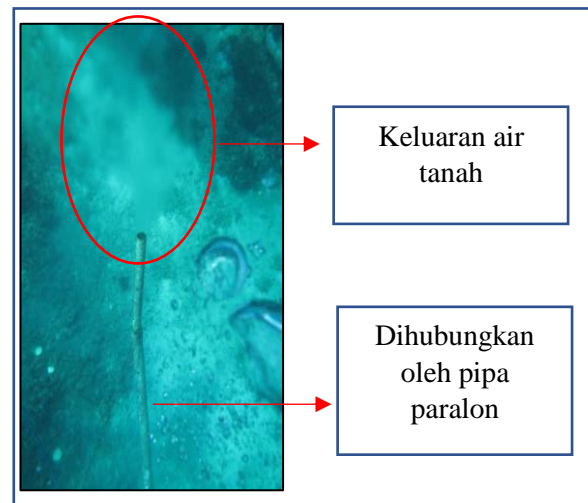 Keluaran air
tanah
Dihubungkan
oleh pipa
paralon